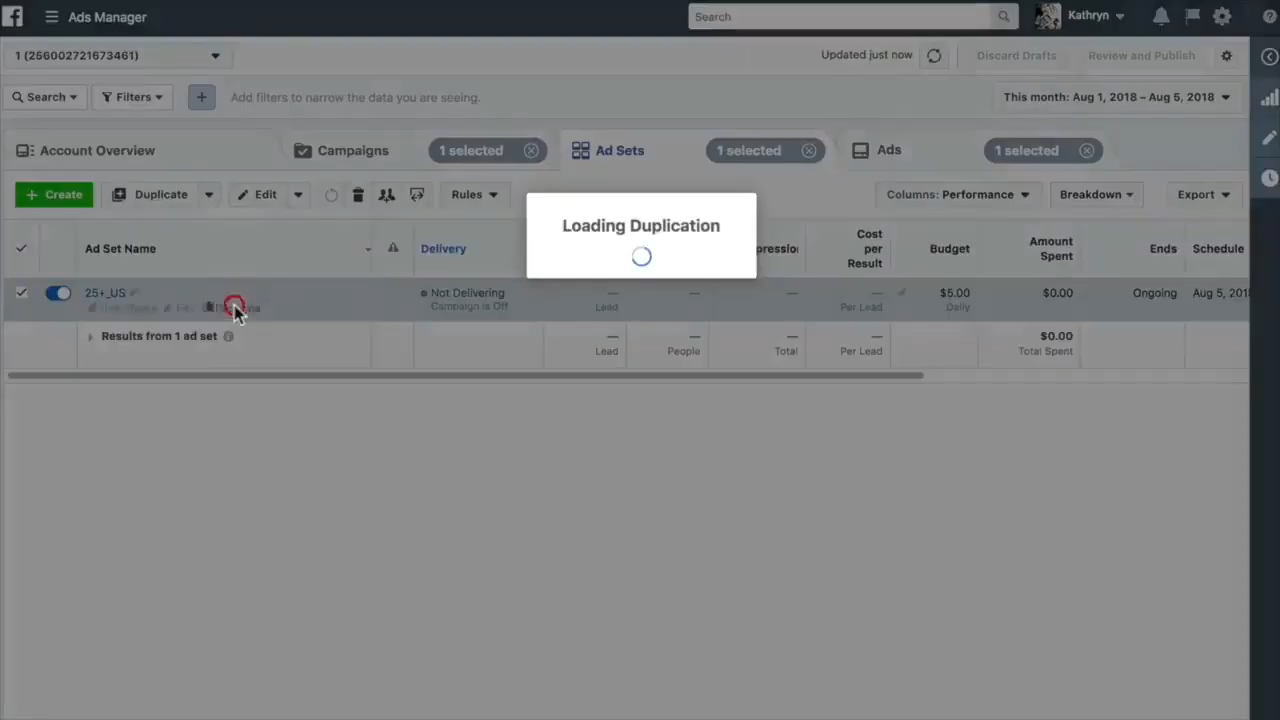 Ads Manager
Search
Kathryn
1 (256002721673461)
Updated just now
Discard Drafts
Review and Publish
Search
Filters
+
Add filters to narrow the data you are seeing.
This month: Aug 1, 2018 – Aug 5, 2018
Account Overview
Campaigns
1 selected
Ad Sets
1 selected
Ads
1 selected
+ Create
Duplicate
Edit
Rules
Columns: Performance
Breakdown
Export
Loading Duplication
Ad Set Name
Delivery
Cost per Result
Budget
Amount Spent
Ends
Schedule
25+_US
Not Delivering
Campaign is Off
—
Lead
—
—
—
Per Lead
$5.00
Daily
$0.00
Ongoing
Aug 5, 201
Results from 1 ad set
—
Lead
—
People
—
Total
—
Per Lead
$0.00
Total Spent